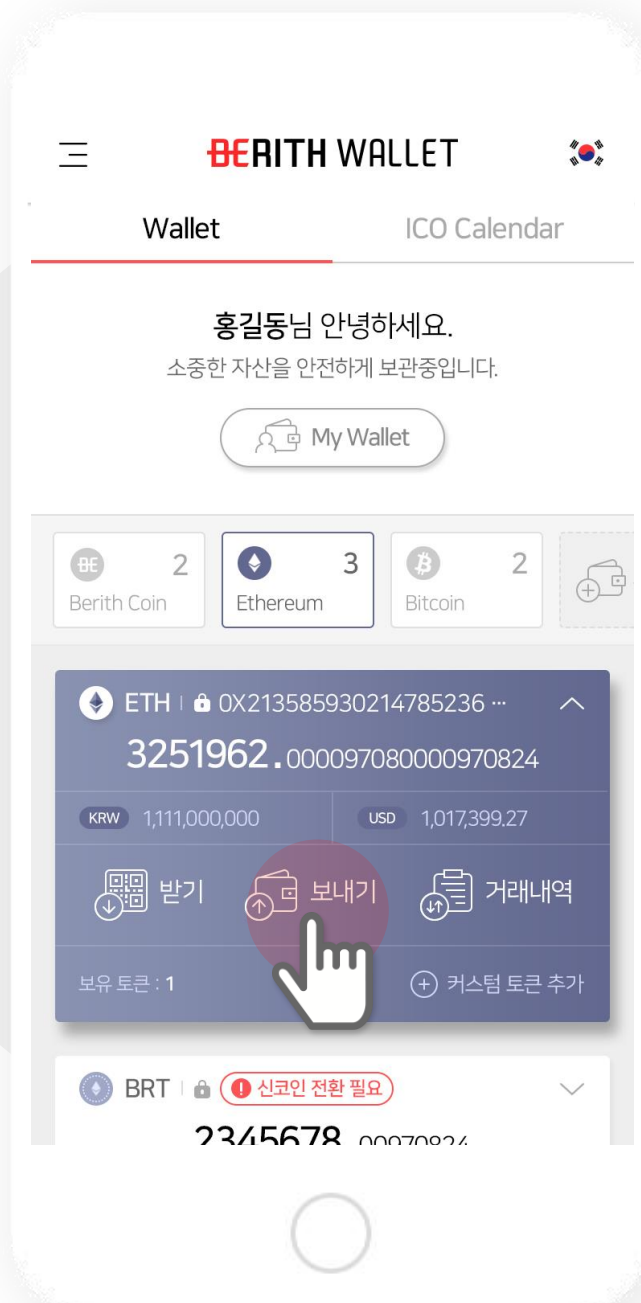 BERITH WALLET
Wallet ICO Calendar
홍길동님 안녕하세요.
소중한 자산을 안전하게 보관중입니다.
My Wallet
2 3 2
Berith Coin Ethereum Bitcoin
ETH 0X213585930214785236 ···
3251962.000097080000970824
KRW 1,111,000,000 USD 1,017,399.27
받기 보내기 거래내역
보유 토큰 : 1 커스텀 토큰 추가
BRT 신코인 전환 필요
2345678.00970824